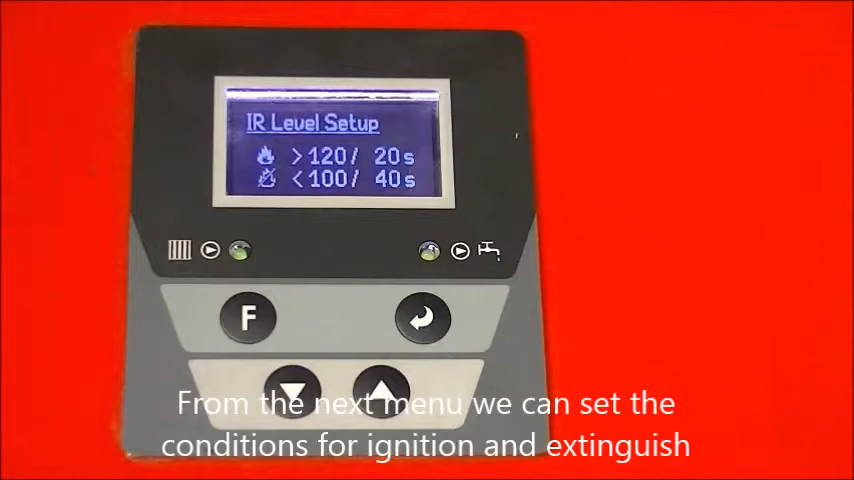 IR Level Setup
>120/ 20s
<100/ 40s
F
From the next menu we can set the
conditions for ignition and extinguish